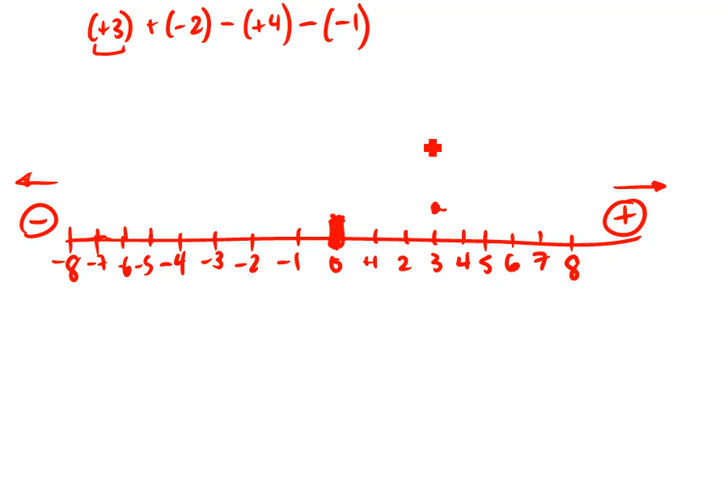 (+3) + (-2) - (+4) - (-1)
- +
-8 -7 -6 -5 -4 -3 -2 -1 0 +1 2 3 4 5 6 7 8